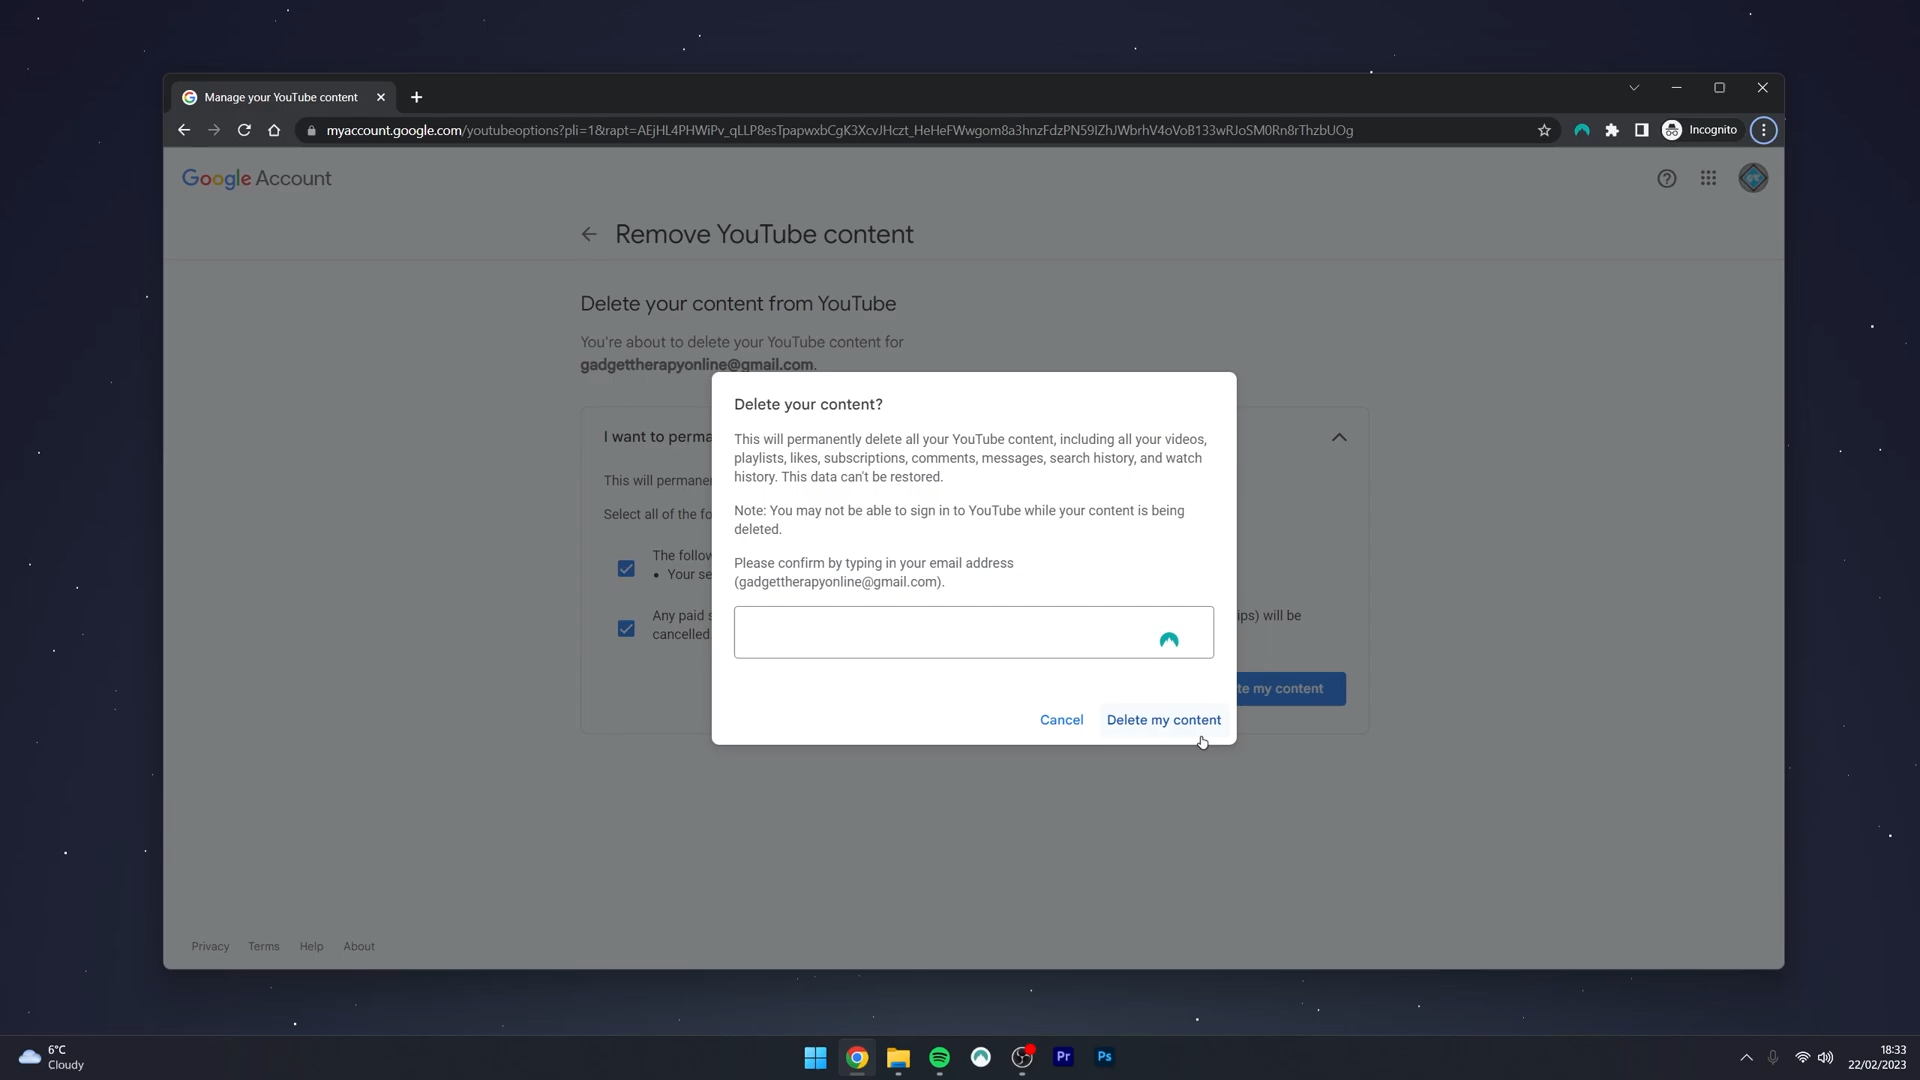 Manage your YouTube content
myaccount.google.com/youtubeoptions?pli=1&rapt=AEjHL4PHWiPv_qLLP8esTpapwxbCgK3XcvJHczt_HeHeFWwgom8a3hnzFdzPN59lZhJWbrhV4oVoB133wRJoSM0Rn8rThzbUOg
Incognito
Google Account
Remove YouTube content
Delete your content from YouTube
You're about to delete your YouTube content for
gadgettherapyonline@gmail.com.
I want to perma
This will permaner
Select all of the fo
The follow
• Your se
Any paid s
ips) will be
cancelled
te my content
Delete your content?
This will permanently delete all your YouTube content, including all your videos,
playlists, likes, subscriptions, comments, messages, search history, and watch
history. This data can't be restored.
Note: You may not be able to sign in to YouTube while your content is being
deleted.
Please confirm by typing in your email address
(gadgettherapyonline@gmail.com).
Cancel
Delete my content
Privacy
Terms
Help
About
6°C
Cloudy
Pr
Ps
18:33
22/02/2023